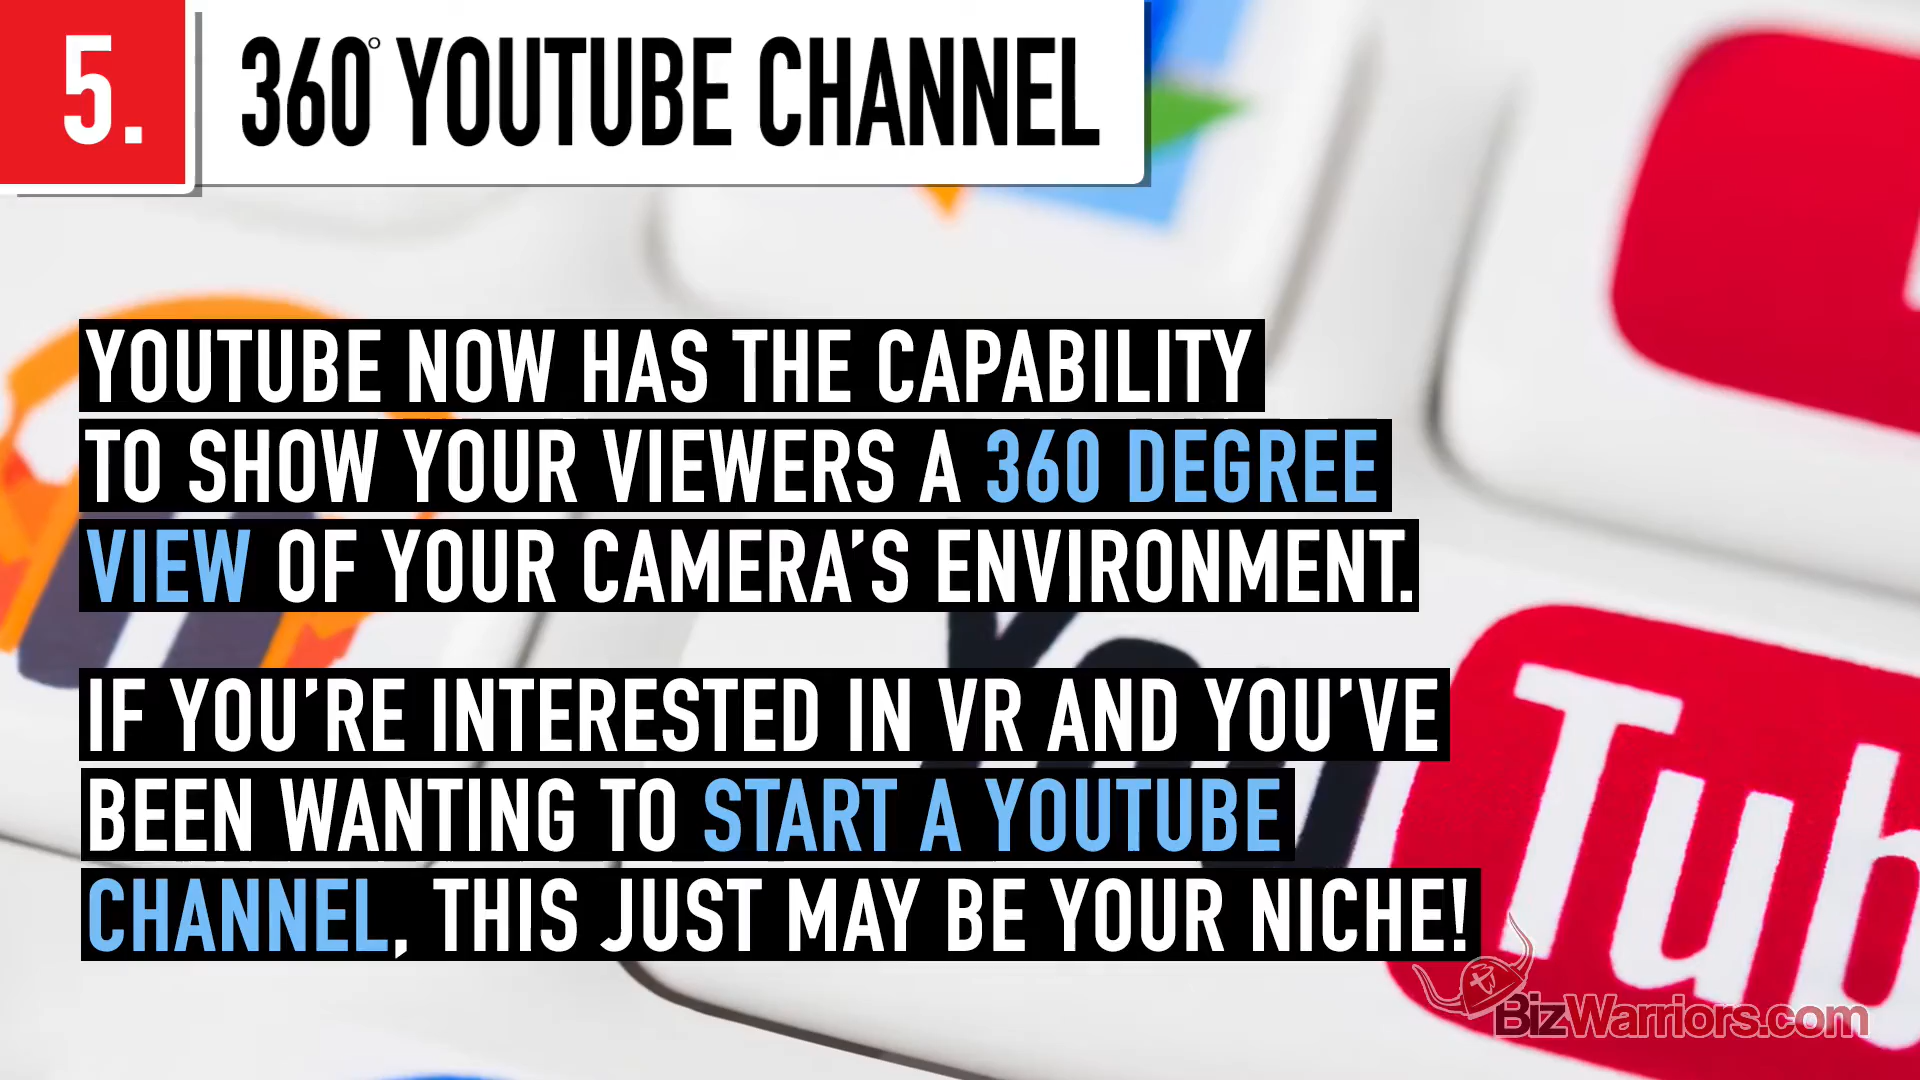 5. 360° YOUTUBE CHANNEL
YOUTUBE NOW HAS THE CAPABILITY
TO SHOW YOUR VIEWERS A 360 DEGREE
VIEW OF YOUR CAMERA'S ENVIRONMENT.
IF YOU'RE INTERESTED IN VR AND YOU'VE
BEEN WANTING TO START A YOUTUBE
CHANNEL, THIS JUST MAY BE YOUR NICHE!
You
Tub
BizWarriors.com